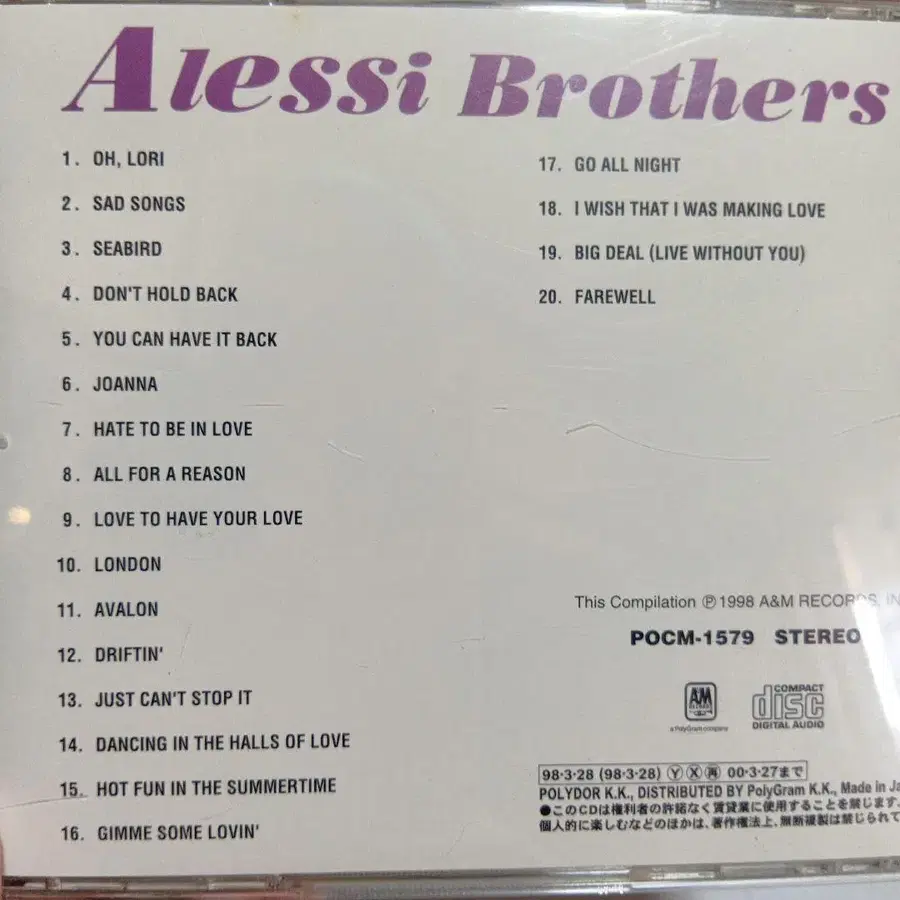 Alessi Brothers
1. OH, LORI
2. SAD SONGS
3. SEABIRD
4. DON'T HOLD BACK
5. YOU CAN HAVE IT BACK
6. JOANNA
7. HATE TO BE IN LOVE
8. ALL FOR A REASON
9. LOVE TO HAVE YOUR LOVE
10. LONDON
11. AVALON
12. DRIFTIN'
13. JUST CAN'T STOP IT
14. DANCING IN THE HALLS OF LOVE
15. HOT FUN IN THE SUMMERTIME
16. GIMME SOME LOVIN'
17. GO ALL NIGHT
18. I WISH THAT I WAS MAKING LOVE
19. BIG DEAL (LIVE WITHOUT YOU)
20. FAREWELL
This Compilation Ⓟ1998 A&M RECORDS, IN
POCM-1579 STEREO
A&M
RECORDS
a PolyGram company
COMPACT
disc
DIGITAL AUDIO
98·3·28 (98·3·28) Ⓨ Ⓧ 再 00·3·27まで
POLYDOR K.K., DISTRIBUTED BY PolyGram K.K., Made in Ja
●このCDは権利者の許諾なく賃貸業に使用することを禁じます。
個人的に楽しむなどのほかは、著作権法上、無断複製は禁じられて